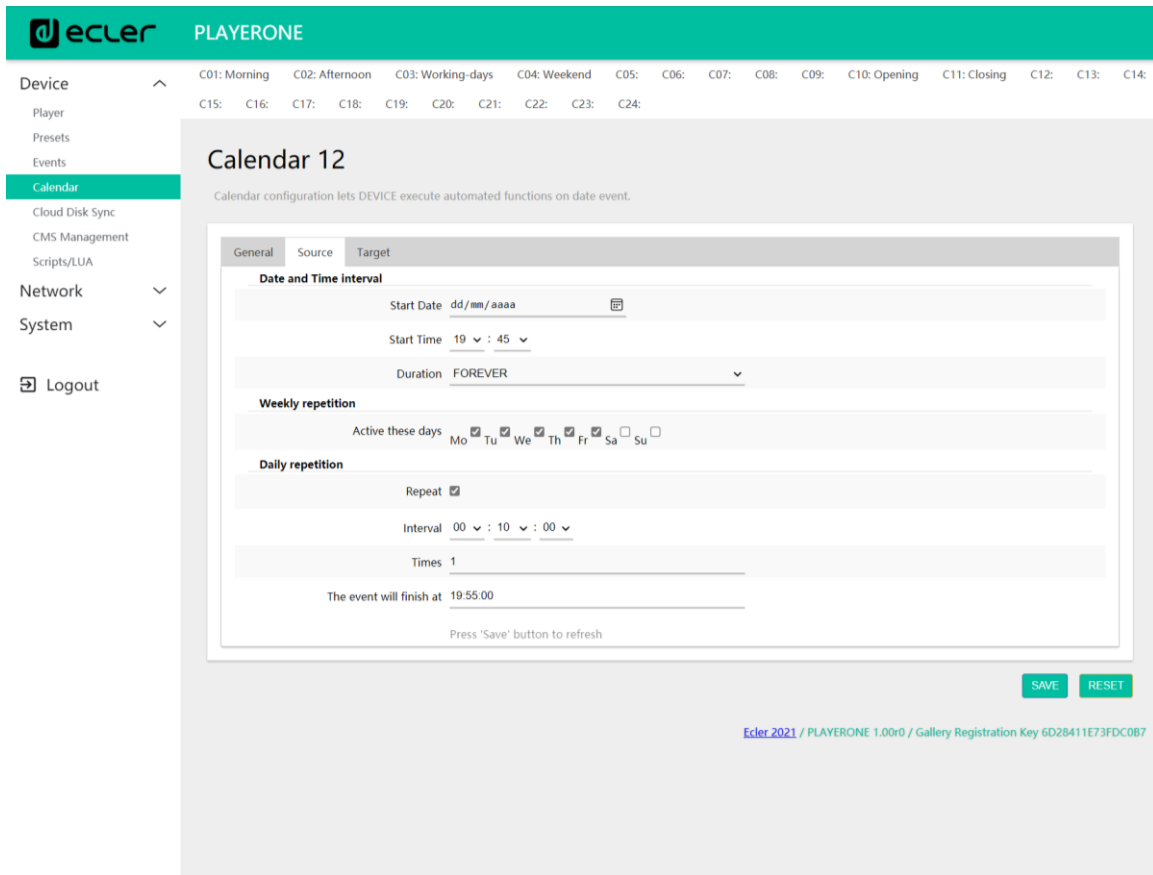 ecler
PLAYERONE
Device
Player
Presets
Events
Calendar
Cloud Disk Sync
CMS Management
Scripts/LUA
Network
System
Logout
C01: Morning C02: Afternoon C03: Working-days C04: Weekend C05: C06: C07: C08: C09: C10: Opening C11: Closing C12: C13: C14:
C15: C16: C17: C18: C19: C20: C21: C22: C23: C24:
Calendar 12
Calendar configuration lets DEVICE execute automated functions on date event.
General Source Target
Date and Time interval
Start Date dd/mm/aaaa
Start Time 19 : 45
Duration FOREVER
Weekly repetition
Active these days Mo Tu We Th Fr Sa Su
Daily repetition
Repeat
Interval 00 : 10 : 00
Times 1
The event will finish at 19:55:00
Press 'Save' button to refresh
SAVE RESET
Ecler 2021 / PLAYERONE 1.00r0 / Gallery Registration Key 6D28411E73FDC0B7